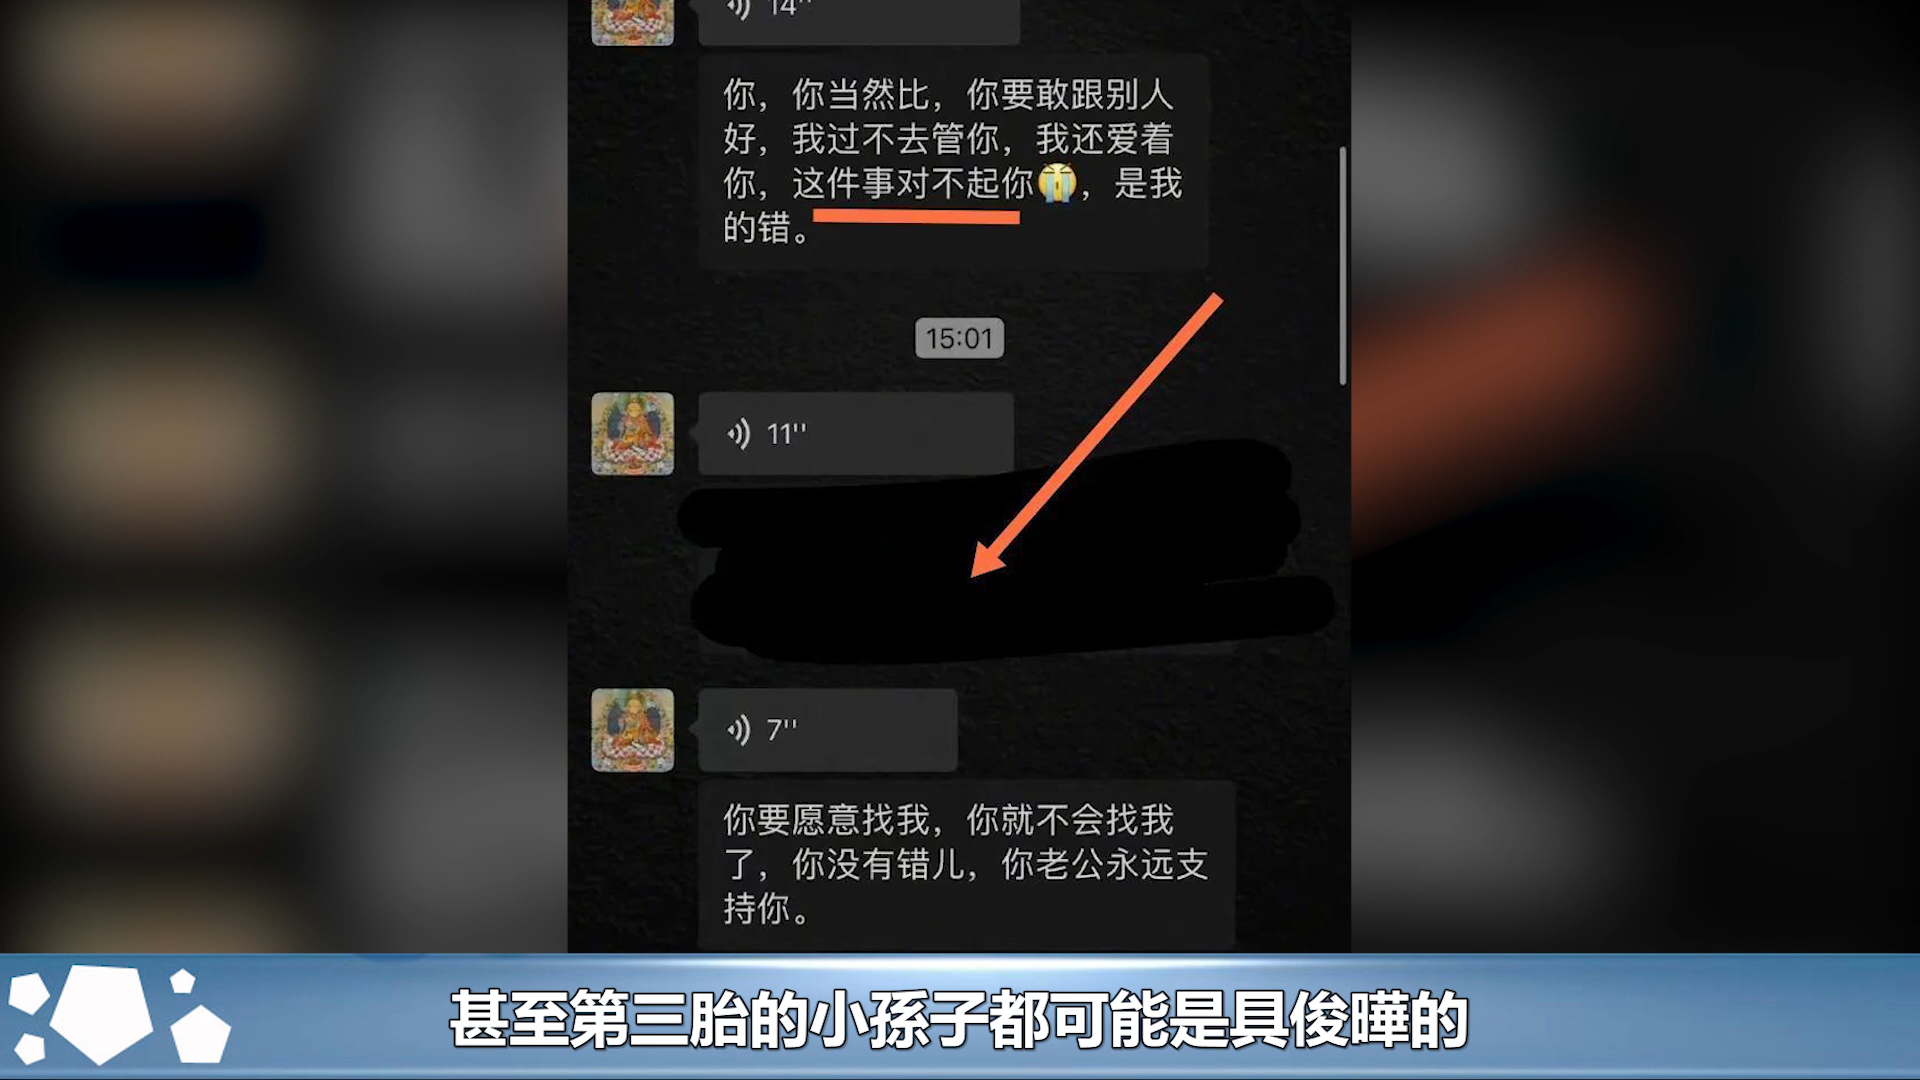 14''
你，你当然比，你要敢跟别人
好，我过不去管你，我还爱着
你，这件事对不起你😭，是我
的错。
15:01
11''
7''
你要愿意找我，你就不会找我
了，你没有错儿，你老公永远支
持你。
甚至第三胎的小孫子都可能是具俊曄的